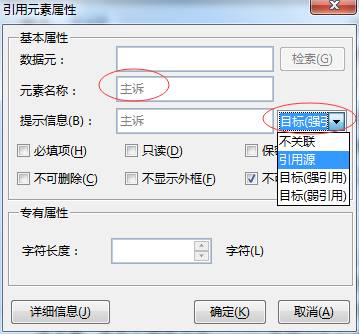 引用元素属性
基本属性
数据元：
检索(G)
元素名称：
主诉
提示信息(B)：
主诉
目标(强引
不关联
引用源
目标(强引用)
目标(弱引用)
必填项(H)
只读(D)
不可删除(C)
不显示外框(F)
专有属性
字符长度：
字符(L)
详细信息(J)
确定(K)
取消(A)